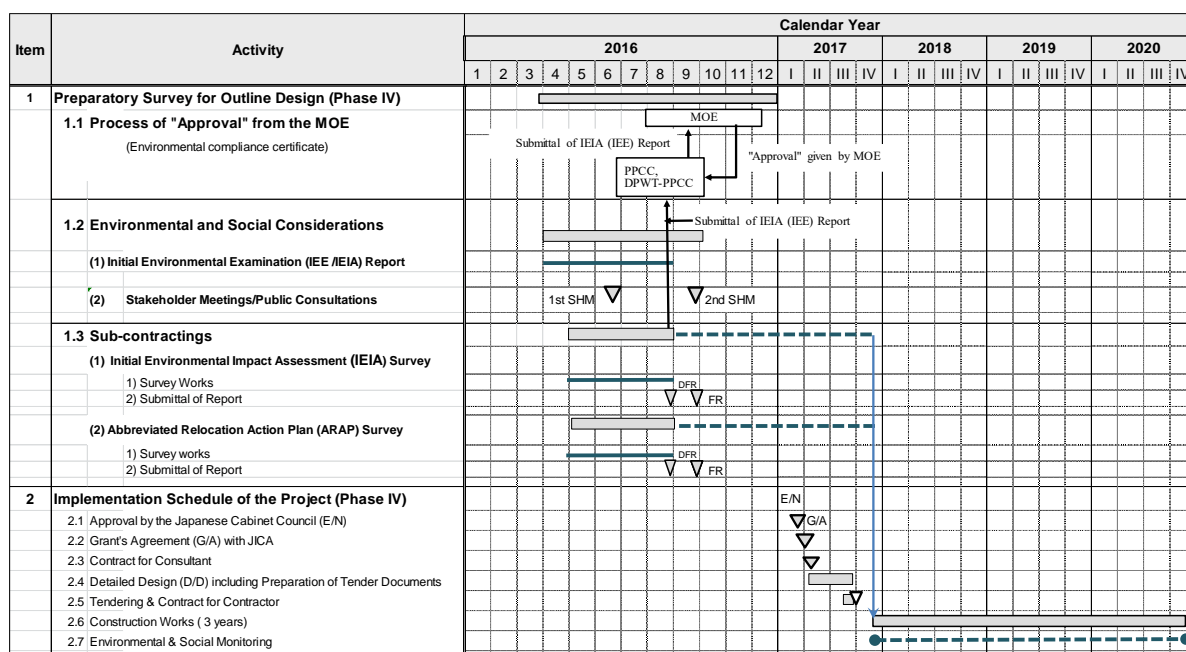 Calendar Year
Item Activity 2016 2017 2018 2019 2020
1 2 3 4 5 6 7 8 9 10 11 12 I II III IV I II III IV I II III IV I II III IV
1 Preparatory Survey for Outline Design (Phase IV)
1.1 Process of "Approval" from the MOE MOE
(Environmental compliance certificate) Submittal of IEIA (IEE) Report
"Approval" given by MOE
PPCC,
DPWT-PPCC
1.2 Environmental and Social Considerations Submittal of IEIA (IEE) Report
(1) Initial Environmental Examination (IEE /IEIA) Report
(2) Stakeholder Meetings/Public Consultations 1st SHM 2nd SHM
1.3 Sub-contractings
(1) Initial Environmental Impact Assessment (IEIA) Survey
1) Survey Works DFR
2) Submittal of Report FR
(2) Abbreviated Relocation Action Plan (ARAP) Survey
1) Survey works DFR
2) Submittal of Report FR
2 Implementation Schedule of the Project (Phase IV) E/N
2.1 Approval by the Japanese Cabinet Council (E/N) G/A
2.2 Grant's Agreement (G/A) with JICA
2.3 Contract for Consultant
2.4 Detailed Design (D/D) including Preparation of Tender Documents
2.5 Tendering & Contract for Contractor
2.6 Construction Works ( 3 years)
2.7 Environmental & Social Monitoring